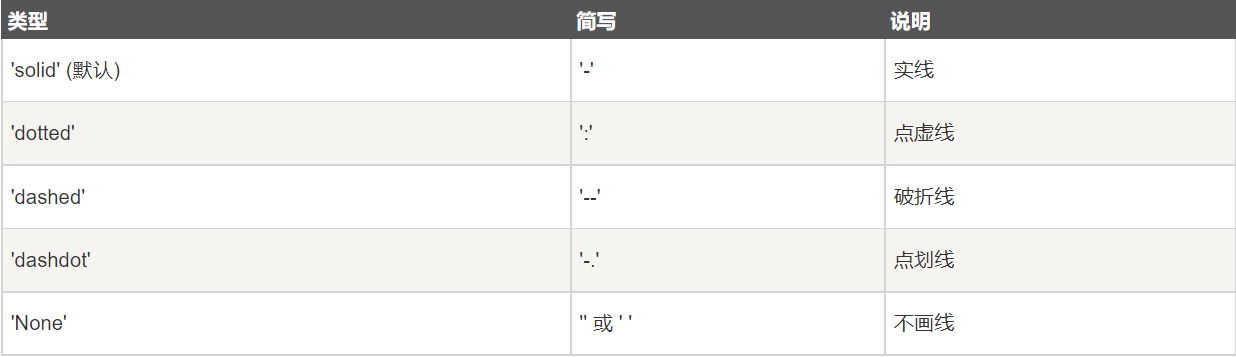 类型 简写 说明
'solid' (默认) '-' 实线
'dotted' ':' 点虚线
'dashed' '--' 破折线
'dashdot' '-.' 点划线
'None' '' 或 ' ' 不画线